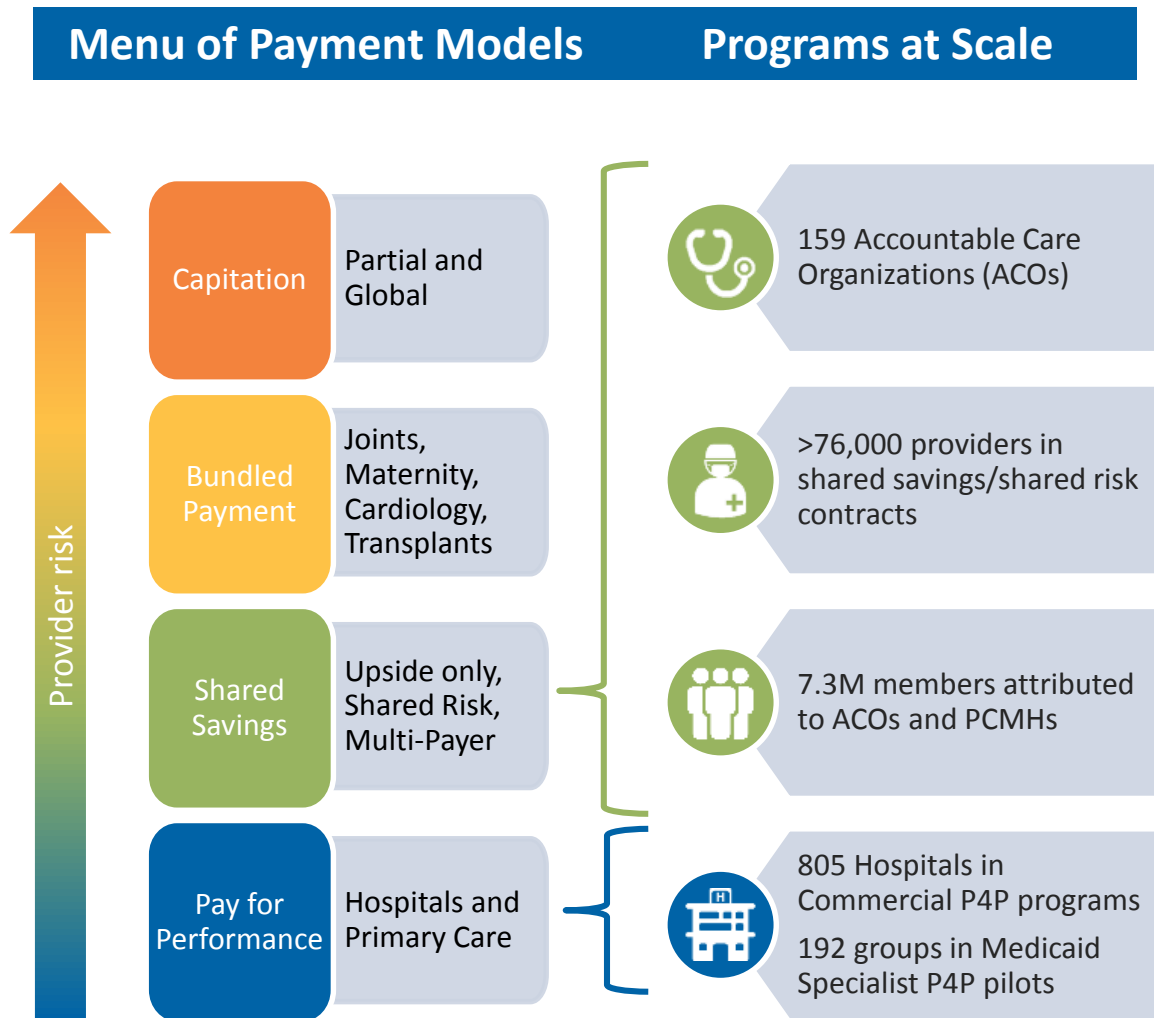 Menu of Payment Models
Programs at Scale
Provider risk
Capitation
Partial and
Global
Bundled
Payment
Joints,
Maternity,
Cardiology,
Transplants
Shared
Savings
Upside only,
Shared Risk,
Multi-Payer
Pay for
Performance
Hospitals and
Primary Care
159 Accountable Care
Organizations (ACOs)
>76,000 providers in
shared savings/shared risk
contracts
7.3M members attributed
to ACOs and PCMHs
H
805 Hospitals in
Commercial P4P programs
192 groups in Medicaid
Specialist P4P pilots